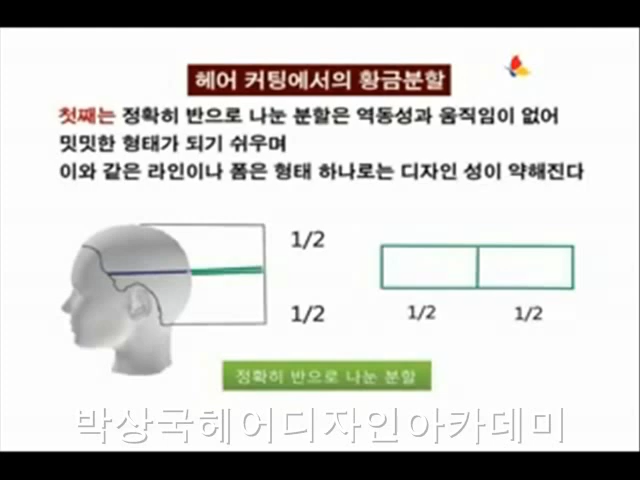 헤어 커팅에서의 황금분할
첫째는 정확히 반으로 나눈 분할은 역동성과 움직임이 없어
밋밋한 형태가 되기 쉬우며
이와 같은 라인이나 폼은 형태 하나로는 디자인 성이 약해진다
1/2
1/2
1/2 1/2
정확히 반으로 나눈 분할
박상국헤어디자인아카데미